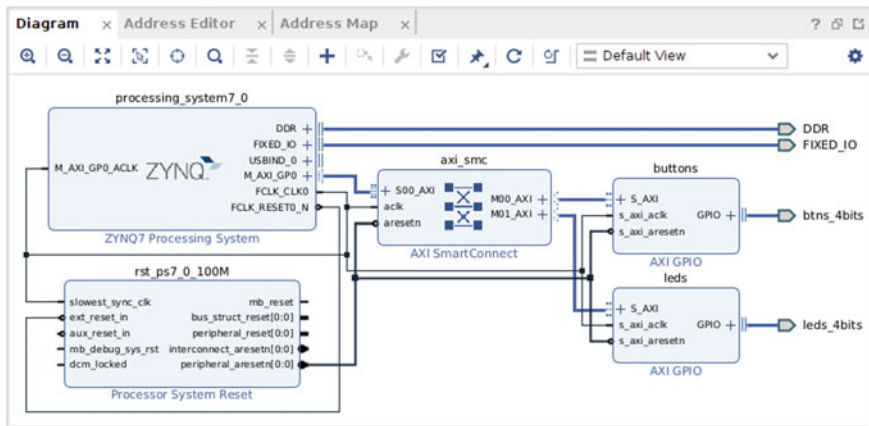 Diagram × Address Editor × Address Map × ?
Default View
processing_system7_0
DDR
FIXED_IO
USBIND_0
M_AXI_GP0
FCLK_CLK0
FCLK_RESET0_N
M_AXI_GP0_ACLK
ZYNQ
ZYNQ7 Processing System
DDR
FIXED_IO
axi_smc
S00_AXI
aclk
aresetn
M00_AXI
M01_AXI
AXI SmartConnect
buttons
S_AXI
s_axi_aclk
s_axi_aresetn
GPIO
AXI GPIO
btns_4bits
rst_ps7_0_100M
slowest_sync_clk
ext_reset_in
aux_reset_in
mb_debug_sys_rst
dcm_locked
mb_reset
bus_struct_reset[0:0]
peripheral_reset[0:0]
interconnect_aresetn[0:0]
peripheral_aresetn[0:0]
Processor System Reset
leds
S_AXI
s_axi_aclk
s_axi_aresetn
GPIO
AXI GPIO
leds_4bits